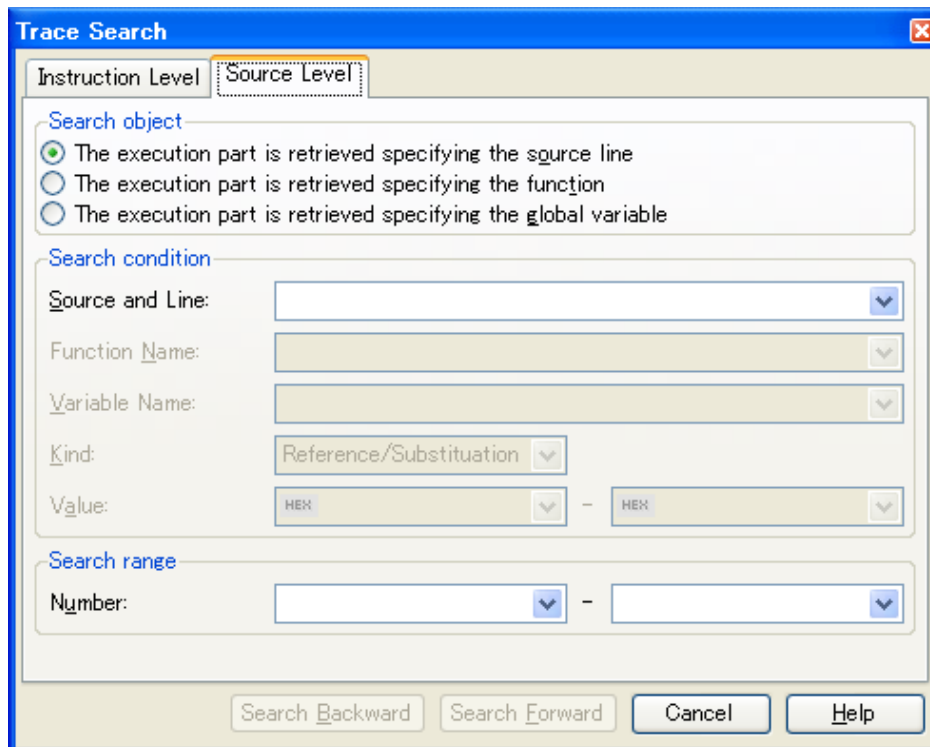 Trace Search
Instruction Level Source Level
Search object
The execution part is retrieved specifying the source line
The execution part is retrieved specifying the function
The execution part is retrieved specifying the global variable
Search condition
Source and Line:
Function Name:
Variable Name:
Kind: Reference/Substituation
Value: HEX - HEX
Search range
Number: -
Search Backward Search Forward Cancel Help